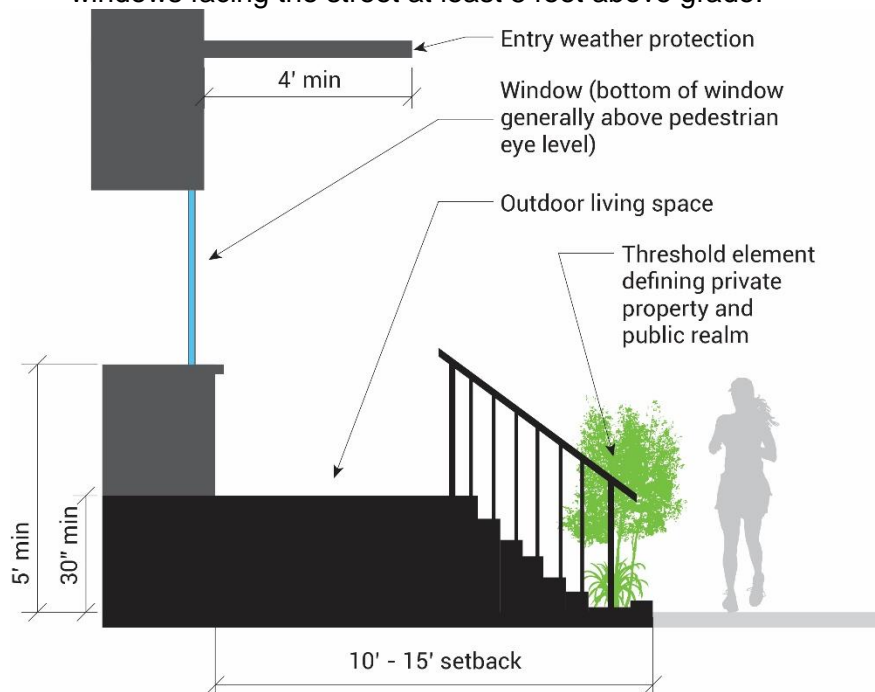 windows facing the street at least 5 feet above grade.
Entry weather protection
4' min
Window (bottom of window
generally above pedestrian
eye level)
Outdoor living space
Threshold element
defining private
property and
public realm
5' min
30" min
10' - 15' setback